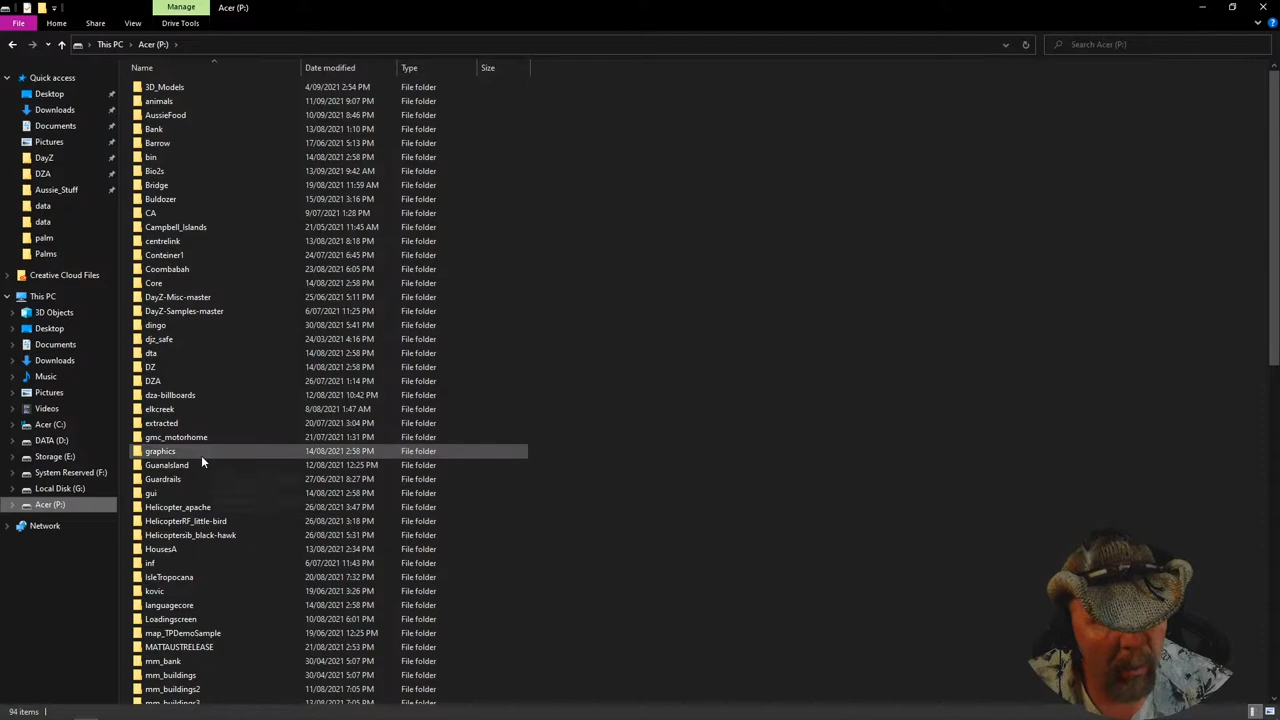 Manage
Acer (P:)
File
Home
Share
View
Drive Tools
This PC
Acer (P:)
Search Acer (P:)
Name
Date modified
Type
Size
Quick access
Desktop
Downloads
Documents
Pictures
DayZ
DZA
Aussie_Stuff
data
data
palm
Palms
Creative Cloud Files
This PC
3D Objects
Desktop
Documents
Downloads
Music
Pictures
Videos
Acer (C:)
DATA (D:)
Storage (E:)
System Reserved (F:)
Local Disk (G:)
Acer (P:)
Network
3D_Models 4/09/2021 2:54 PM File folder
animals 11/09/2021 9:07 PM File folder
AussieFood 10/09/2021 8:46 PM File folder
Bank 13/08/2021 1:10 PM File folder
Barrow 17/06/2021 5:13 PM File folder
bin 14/08/2021 2:58 PM File folder
Bio2s 13/09/2021 9:42 AM File folder
Bridge 19/08/2021 11:59 AM File folder
Buldozer 15/09/2021 3:16 PM File folder
CA 9/07/2021 1:28 PM File folder
Campbell_Islands 21/05/2021 11:45 AM File folder
centrelink 13/08/2021 8:18 PM File folder
Conteiner1 24/07/2021 6:45 PM File folder
Coombabah 23/08/2021 6:05 PM File folder
Core 14/08/2021 2:58 PM File folder
DayZ-Misc-master 25/06/2021 5:11 PM File folder
DayZ-Samples-master 6/07/2021 11:25 PM File folder
dingo 30/08/2021 5:41 PM File folder
djz_safe 24/03/2021 4:16 PM File folder
dta 14/08/2021 2:58 PM File folder
DZ 14/08/2021 2:58 PM File folder
DZA 26/07/2021 1:14 PM File folder
dza-billboards 12/08/2021 10:42 PM File folder
elkcreek 8/08/2021 1:47 AM File folder
extracted 21/07/2021 3:04 PM File folder
gmc_motorhome 21/07/2021 1:31 PM File folder
graphics 14/08/2021 2:58 PM File folder
GuanaIsland 12/08/2021 12:25 PM File folder
Guardrails 27/06/2021 8:27 PM File folder
gui 14/08/2021 2:58 PM File folder
Helicopter_apache 26/08/2021 3:47 PM File folder
HelicopterRF_little-bird 26/08/2021 3:18 PM File folder
Helicoptersib_black-hawk 26/08/2021 5:31 PM File folder
HousesA 13/08/2021 2:34 PM File folder
inf 6/07/2021 11:43 PM File folder
IsleTropocana 20/08/2021 7:32 PM File folder
kovic 19/06/2021 3:26 PM File folder
languagecore 14/08/2021 2:58 PM File folder
Loadingscreen 10/08/2021 6:01 PM File folder
map_TPDemoSample 19/06/2021 12:25 PM File folder
MATTAUSTRELEASE 21/08/2021 2:53 PM File folder
mm_bank 30/04/2021 5:07 PM File folder
mm_buildings 30/04/2021 5:07 PM File folder
mm_buildings2 11/08/2021 7:05 PM File folder
mm_buildings3 13/08/2021 7:05 PM File folder
94 items